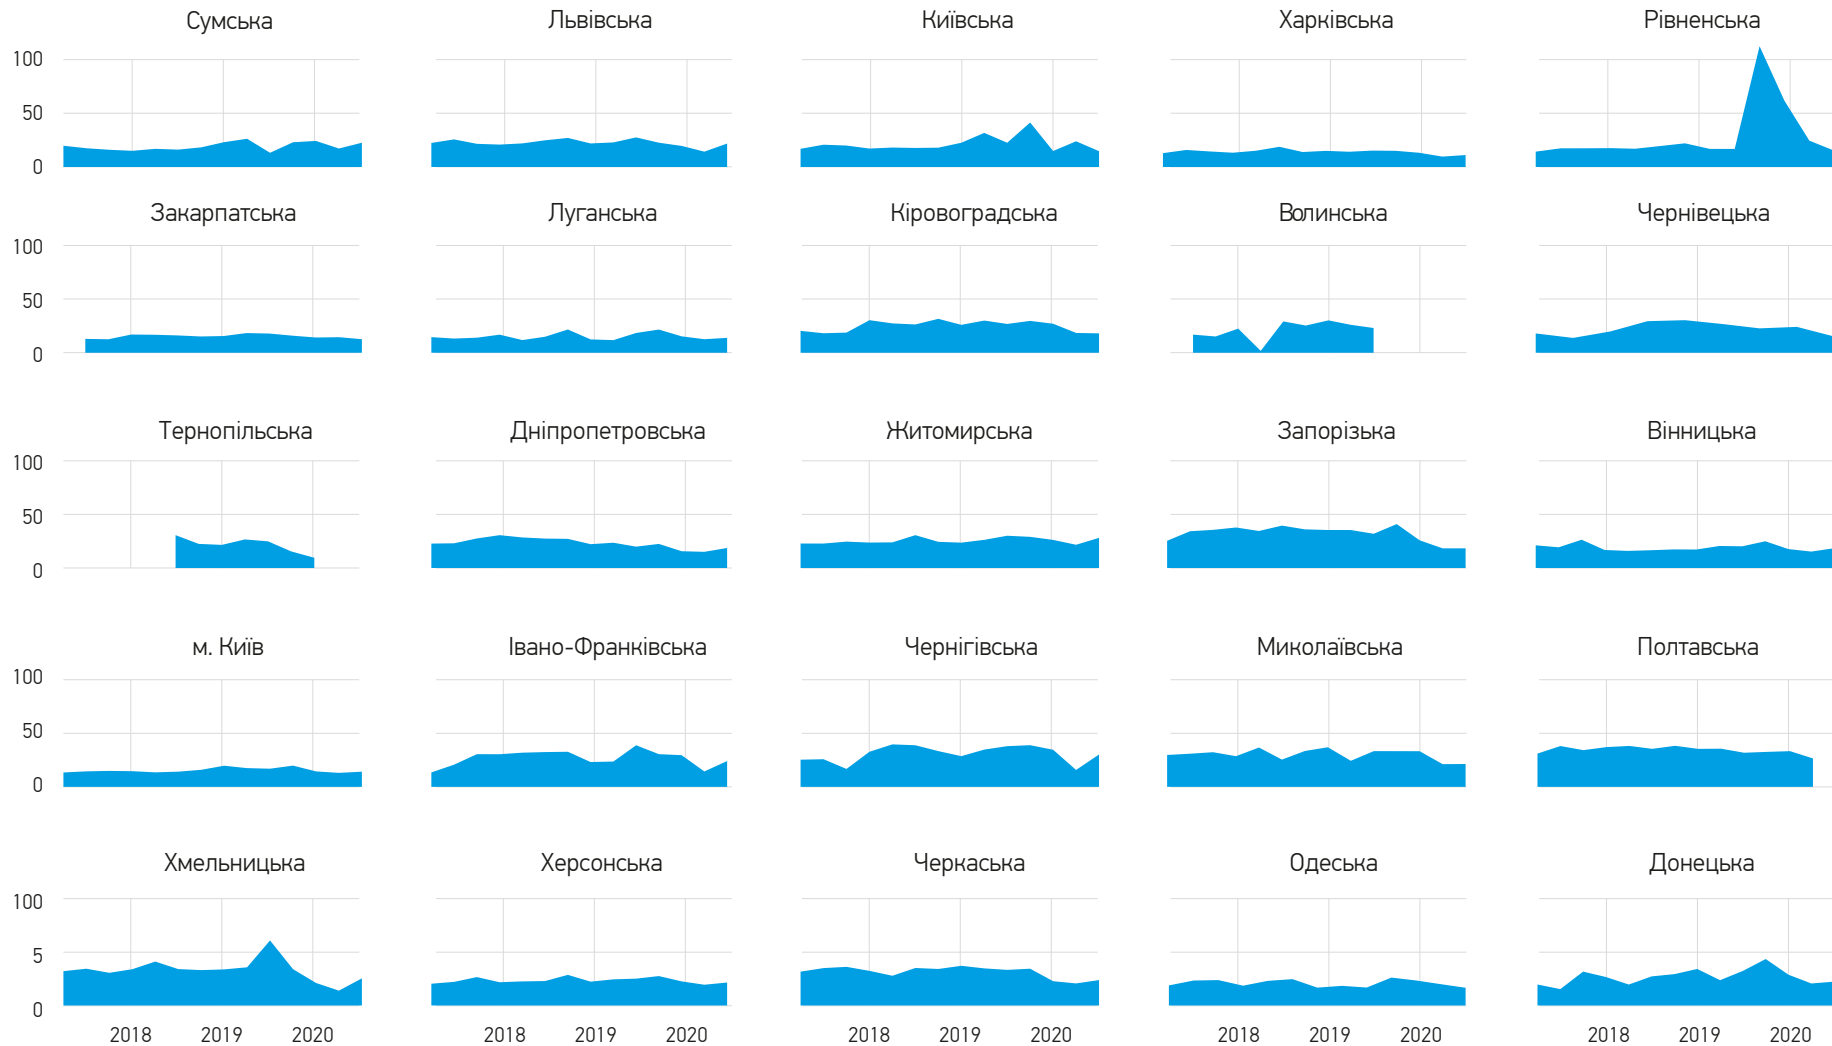 Сумська Львівська Київська Харківська Рівненська
100
50
0
Закарпатська Луганська Кіровоградська Волинська Чернівецька
100
50
0
Тернопільська Дніпропетровська Житомирська Запорізька Вінницька
100
50
0
м. Київ Івано-Франківська Чернігівська Миколаївська Полтавська
100
50
0
Хмельницька Херсонська Черкаська Одеська Донецька
100
5
0
2018 2019 2020 2018 2019 2020 2018 2019 2020 2018 2019 2020 2018 2019 2020